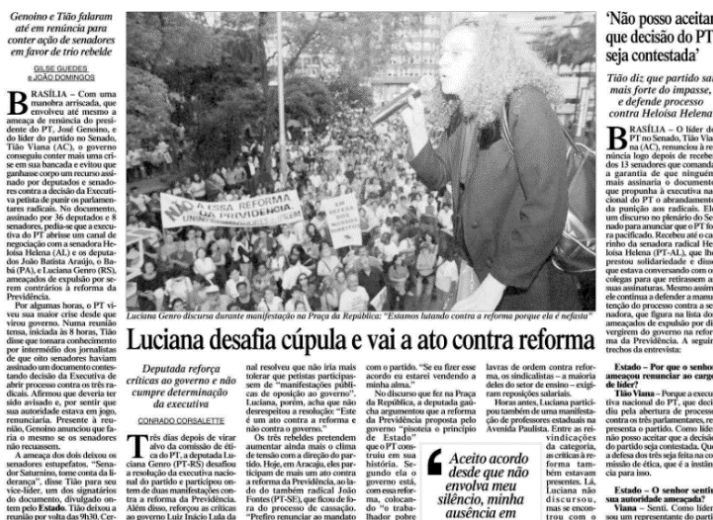 Genoino e Tião falaram
até em renúncia para
conter ação de senadores
em favor de trio rebelde
GILSE GUEDES
e JOÃO DOMINGOS
BRASÍLIA – Com uma
manobra arriscada, que
envolveu até mesmo a
ameaça de renúncia do presi-
dente do PT, José Genoino, e
do líder do partido no Senado,
Tião Viana (AC), o governo
conseguiu conter mais uma cri-
se em sua bancada e evitou que
ganhasse corpo um recurso assi-
nado por deputados e senado-
res contra a decisão da Executi-
va petista de punir os parlamen-
tares radicais. No documento,
assinado por 36 deputados e 8
senadores, pedia-se que a execu-
tiva do PT abrisse um canal de
negociação com a senadora He-
loísa Helena (AL) e os deputa-
dos João Batista Araújo, o Ba-
bá (PA), e Luciana Genro (RS),
ameaçados de expulsão por se-
rem contrários à reforma da
Previdência.
Por algumas horas, o PT vi-
veu sua maior crise desde que
virou governo. Numa reunião
tensa, iniciada às 8 horas, Tião
disse que tomara conhecimento
por intermédio dos jornalistas
de que oito senadores haviam
assinado um documento contes-
tando decisão da Executiva de
abrir processo contra os três ra-
dicais. Afirmou que deveria ter
sido avisado e, por sentir que
sua autoridade estava em jogo,
renunciaria. Presente à reu-
nião, Genoino anunciou que fa-
ria o mesmo se os senadores
não recuassem.
A ameaça dos dois deixou os
senadores estupefatos. "Sena-
dor Saturnino, tome conta da li-
derança", disse Tião para seu
vice-líder, um dos signatários
do documento, divulgado on-
tem pelo Estado. Tião deixou a
reunião por volta das 9h30. Cer-
NÃO A ESSA REFORMA
DA PREVIDÊNCIA
Luciana Genro discursa durante manifestação na Praça da República: "Estamos lutando contra a reforma porque ela é nefasta"
Luciana desafia cúpula e vai a ato contra reforma
Deputada reforça
críticas ao governo e não
cumpre determinação
da executiva
CONRADO CORSALETTE
Três dias depois de virar
alvo da comissão de éti-
ca do PT, a deputada Lu-
ciana Genro (PT-RS) desafiou
a resolução da executiva nacio-
nal do partido e participou on-
tem de duas manifestações con-
tra a reforma da Previdência.
Além disso, reforçou as críticas
ao governo Luiz Inácio Lula da
nal resolveu que não iria mais
tolerar que petistas participas-
sem de "manifestações públi-
cas de oposição ao governo".
Luciana, porém, acha que não
desrespeitou a resolução: "Este
é um ato contra a reforma e
não contra o governo".
Os três rebeldes pretendem
aumentar ainda mais o clima
de tensão com a direção do par-
tido. Hoje, em Aracaju, eles par-
ticipam de mais um ato contra
a reforma da Previdência, ao la-
do do também radical João
Fontes (PT-SE), que ficou de fo-
ra do processo de cassação.
"Prefiro renunciar ao mandato
com o partido. "Se eu fizer esse
acordo eu estarei vendendo a
minha alma."
No discurso que fez na Praça
da República, a deputada gaú-
cha argumentou que a reforma
da Previdência proposta pelo
governo "pisoteia o princípio
de Estado"
que o PT cons-
truiu em sua
história. Se-
gundo ela o
governo está,
com essa refor-
ma, colocan-
do "o traba-
lhador pobre
Aceito acordo
desde que não
envolva meu
silêncio, minha
ausência em
lavras de ordem contra refor-
ma, os sindicalistas – a maioria
deles do setor de ensino – exigi-
ram reposições salariais.
Horas antes, Luciana partici-
pou também de uma manifesta-
ção de professores estaduais na
Avenida Paulista. Entre as rei-
vindicações
da categoria,
as críticas à re-
forma tam-
bém estavam
presentes. Lá,
Luciana não
discursou,
mas se encon-
trou com o
'Não posso aceitar
que decisão do PT
seja contestada'
Tião diz que partido sai
mais forte do impasse,
e defende processo
contra Heloísa Helena
BRASÍLIA – O líder do
PT no Senado, Tião Via-
na (AC), renunciou à re-
núncia logo depois de receber
dos 13 senadores que comanda
a garantia de que ninguém
mais assinaria o documento
que propunha à executiva na-
cional do PT o abrandamento
da punição aos radicais. Ele
um discurso no plenário do Se-
nado para anunciar que o PT fo-
ra pacificado. Recebeu até o ca-
rinho da senadora radical He-
loísa Helena (PT-AL), que lhe
prestou solidariedade e disse
que estava conversando com os
colegas para que retirassem as
suas assinaturas. Mesmo assim,
ele continua a defender a manu-
tenção do processo contra a se-
nadora, que figura na lista dos
ameaçados de expulsão por di-
vergirem do governo na refor-
ma da Previdência. A seguir,
trechos da entrevista:
Estado – Por que o senhor
ameaçou renunciar ao cargo
de líder?
Tião Viana – Porque a execu-
tiva nacional do PT, que deci-
diu pela abertura de processo
contra os três parlamentares, re-
presenta o partido. Como líder
não posso aceitar que a decisão
do partido seja contestada. Que
a defesa dos três seja feita na co-
missão de ética, que é a instân-
cia para isso.
Estado – O senhor sentiu
sua autoridade ameaçada?
Viana – Senti. Como líder
sou um representante do parti-